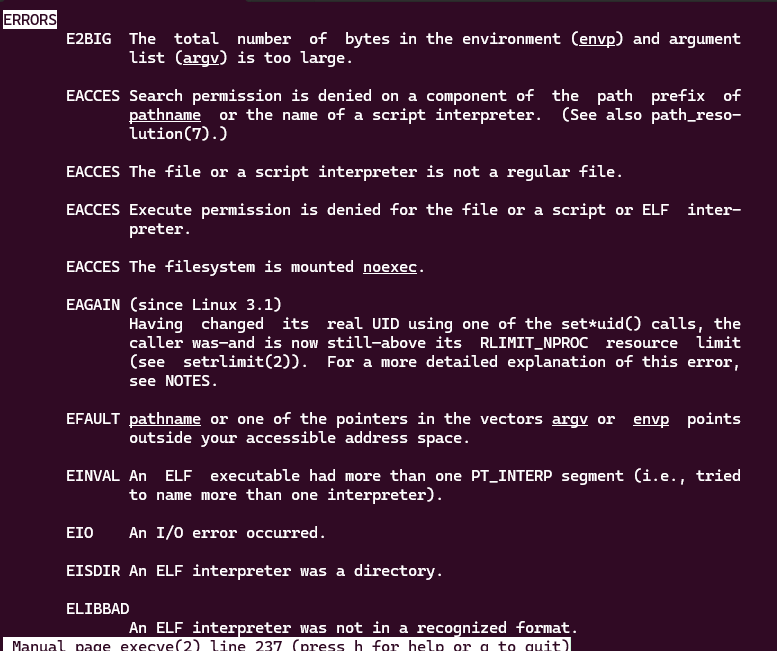 ERRORS
E2BIG  The  total  number  of  bytes in the environment (envp) and argument
list (argv) is too large.
EACCES Search permission is denied on a component of  the  path  prefix  of
pathname  or the name of a script interpreter.  (See also path_reso‐
lution(7).)
EACCES The file or a script interpreter is not a regular file.
EACCES Execute permission is denied for the file or a script or ELF  inter‐
preter.
EACCES The filesystem is mounted noexec.
EAGAIN (since Linux 3.1)
Having  changed  its  real UID using one of the set*uid() calls, the
caller was—and is now still—above its  RLIMIT_NPROC  resource  limit
(see  setrlimit(2)).  For a more detailed explanation of this error,
see NOTES.
EFAULT pathname or one of the pointers in the vectors argv or  envp  points
outside your accessible address space.
EINVAL An  ELF  executable had more than one PT_INTERP segment (i.e., tried
to name more than one interpreter).
EIO    An I/O error occurred.
EISDIR An ELF interpreter was a directory.
ELIBBAD
An ELF interpreter was not in a recognized format.
Manual page execve(2) line 237 (press h for help or q to quit)